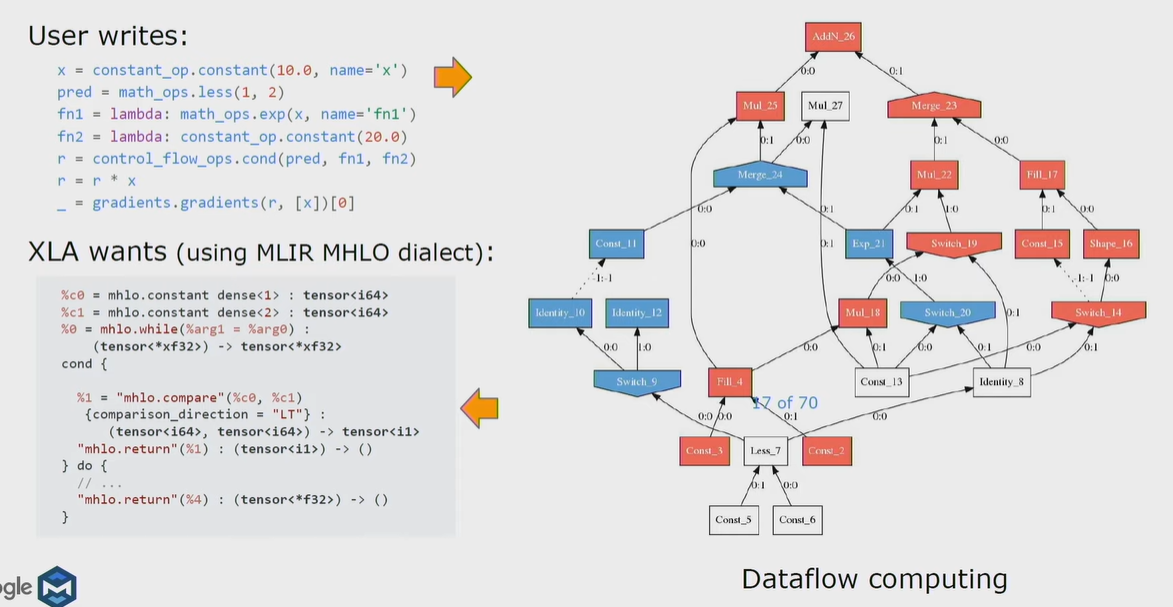 User writes:
x = constant_op.constant(10.0, name='x')
pred = math_ops.less(1, 2)
fn1 = lambda: math_ops.exp(x, name='fn1')
fn2 = lambda: constant_op.constant(20.0)
r = control_flow_ops.cond(pred, fn1, fn2)
r = r * x
_ = gradients.gradients(r, [x])[0]
XLA wants (using MLIR MHLO dialect):
%c0 = mhlo.constant dense<1> : tensor<i64>
%c1 = mhlo.constant dense<2> : tensor<i64>
%0 = mhlo.while(%arg1 = %arg0) :
(tensor<*xf32>) -> tensor<*xf32>
cond {
%1 = "mhlo.compare"(%c0, %c1)
{comparison_direction = "LT"} :
(tensor<i64>, tensor<i64>) -> tensor<i1>
"mhlo.return"(%1) : (tensor<i1>) -> ()
} do {
// ...
"mhlo.return"(%4) : (tensor<*f32>) -> ()
}
AddN_26
0:0 0:1
Mul_25 Mul_27 Merge_23
0:1 0:0 0:1 0:0
Merge_24 Mul_22 Fill_17
0:0 0:1 0:1 1:0 0:1 0:0
Const_11 0:0 0:1 Exp_21 Switch_19 Const_15 Shape_16
-1:-1 0:0 1:0 -1:-1 0:0
Identity_10 Identity_12 Mul_18 Switch_20 0:1 Switch_14
0:0 1:0 0:0 0:1 0:0 0:1 0:0 0:1
Switch_9 Fill_4 Const_13 Identity_8
17 of 70
0:0 0:0 0:1 0:0
Const_3 Less_7 Const_2
0:1 0:0
Const_5 Const_6
Dataflow computing
ogle